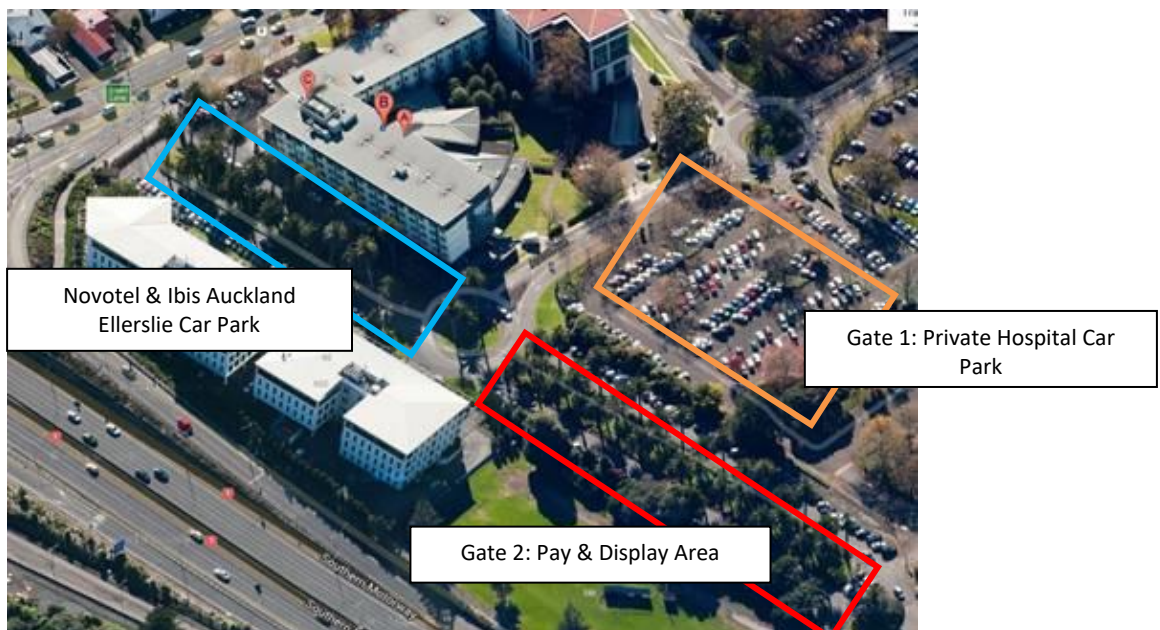 C
B
A
Novotel & Ibis Auckland
Ellerslie Car Park
Gate 1: Private Hospital Car
Park
Gate 2: Pay & Display Area
Southern Motorway
Southern